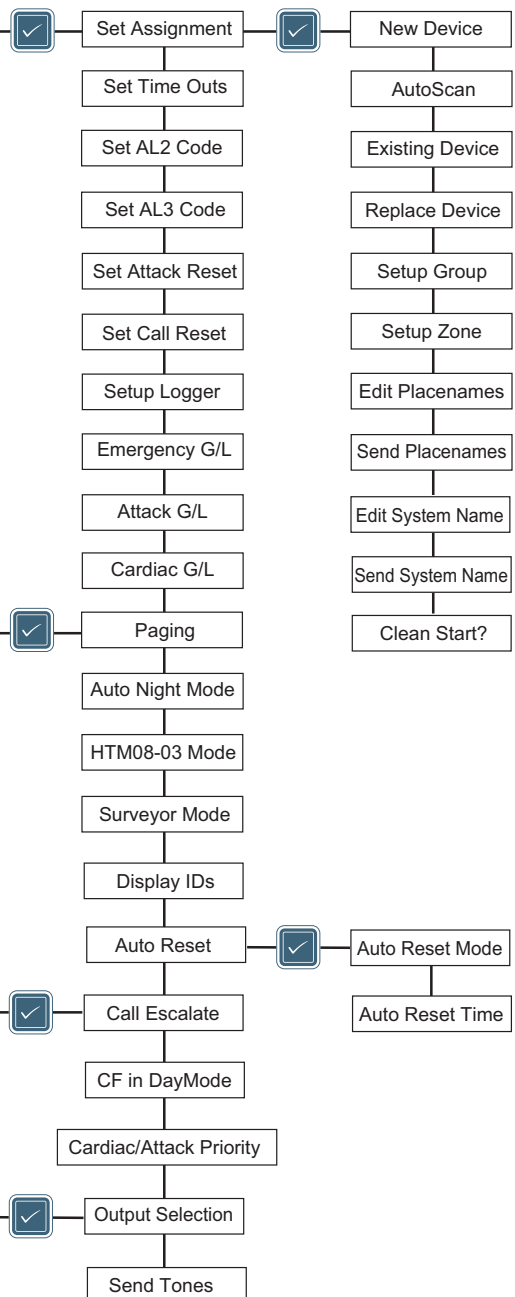 Set Assignment
New Device
Set Time Outs
AutoScan
Set AL2 Code
Existing Device
Set AL3 Code
Replace Device
Set Attack Reset
Setup Group
Set Call Reset
Setup Zone
Setup Logger
Edit Placenames
Emergency G/L
Send Placenames
Attack G/L
Edit System Name
Cardiac G/L
Send System Name
Paging
Clean Start?
Auto Night Mode
HTM08-03 Mode
Surveyor Mode
Display IDs
Auto Reset
Auto Reset Mode
Call Escalate
Auto Reset Time
CF in DayMode
Cardiac/Attack Priority
Output Selection
Send Tones